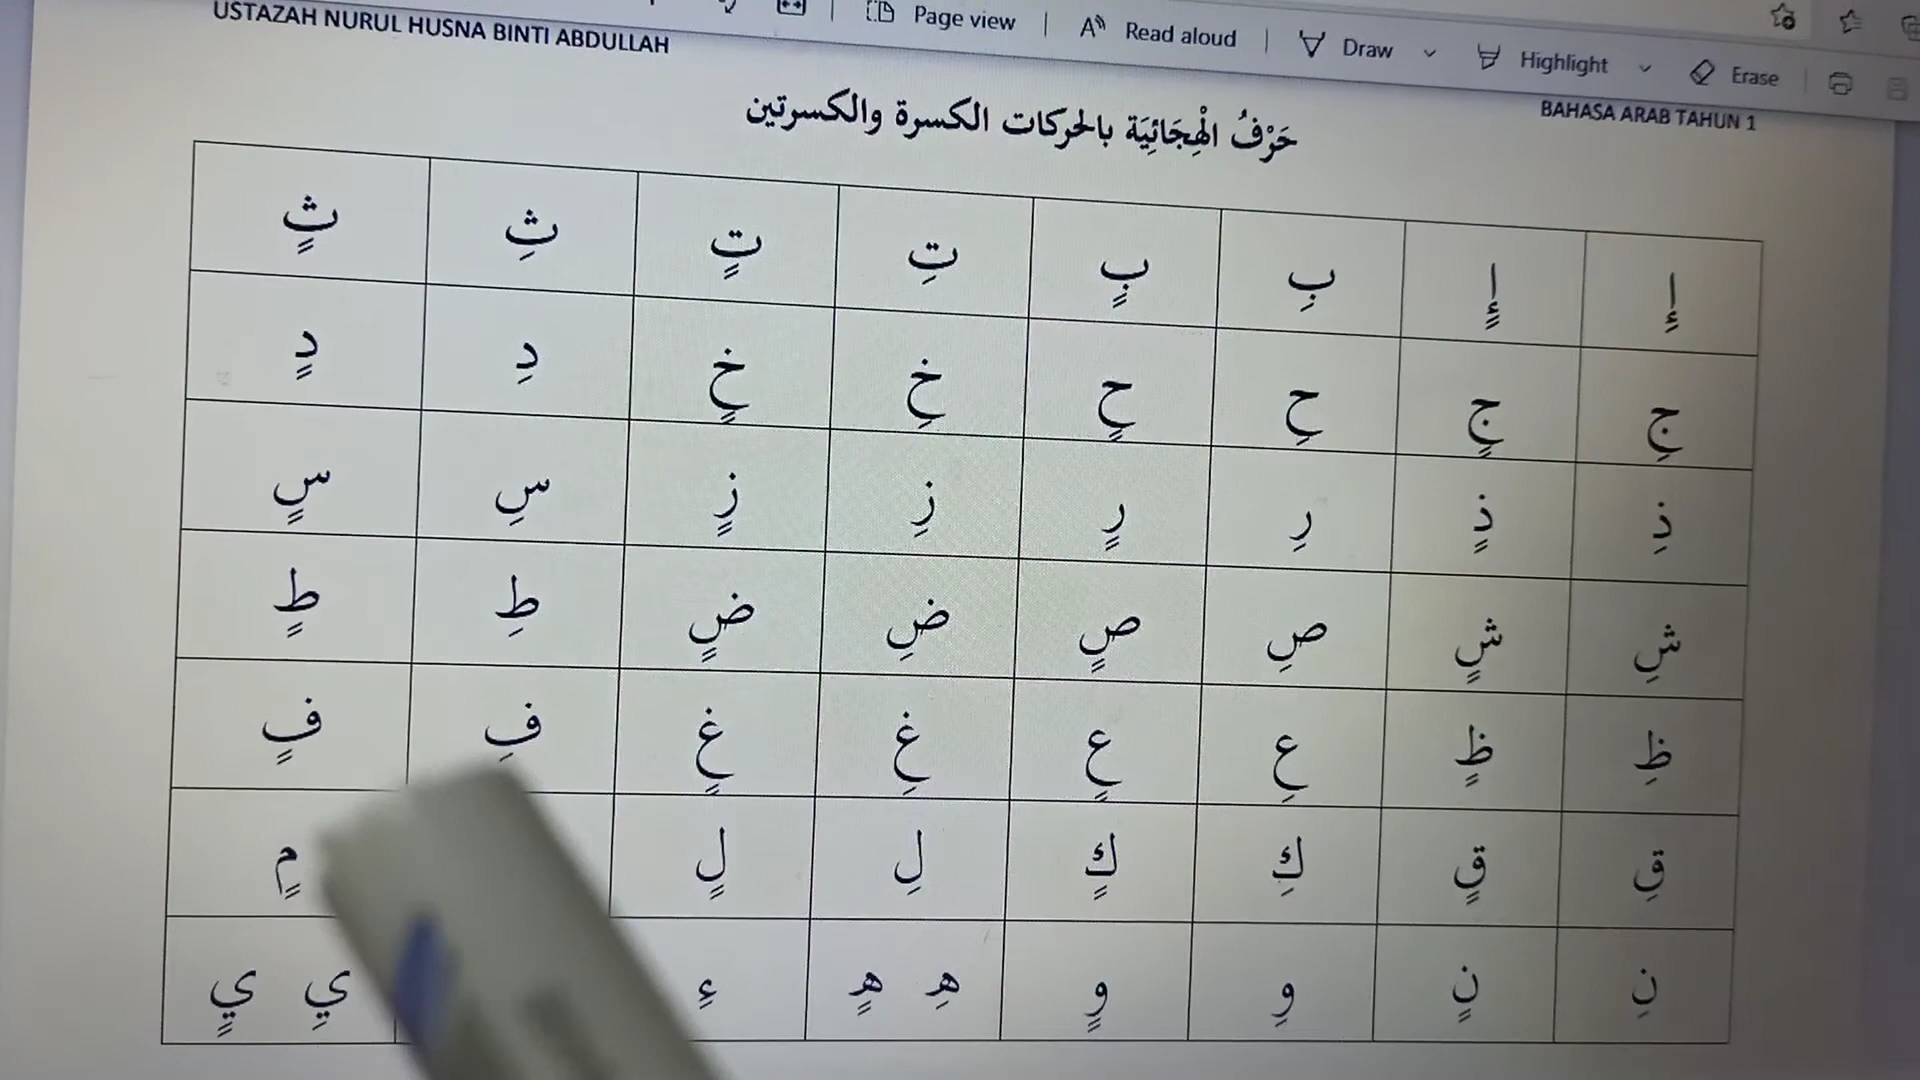 Page view
Read aloud
Draw
Highlight
Erase
USTAZAH NURUL HUSNA BINTI ABDULLAH
BAHASA ARAB TAHUN 1
حَرْفُ الْهِجَائِيَة بالحركات الكسرة والكسرتين
إِ إٍ بِ بٍ تِ تٍ ثِ ثٍ
جِ جٍ حِ حٍ خِ خٍ دِ دٍ
ذِ ذٍ رِ رٍ زِ زٍ سِ سٍ
شِ شٍ صِ صٍ ضِ ضٍ طِ طٍ
ظِ ظٍ عِ عٍ غِ غٍ فِ فٍ
قِ قٍ كِ كٍ لِ لٍ مٍ
نِ نٍ وِ وٍ هِ هٍ ءِ يِ يٍ